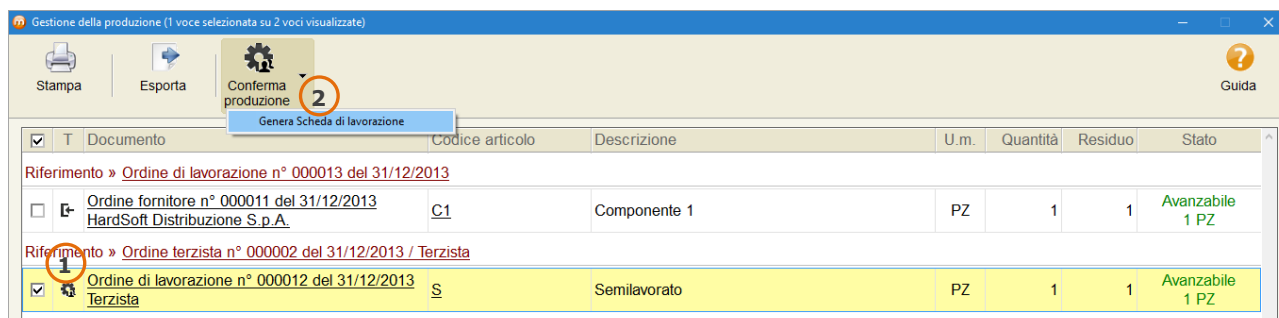 Gestione della produzione (1 voce selezionata su 2 voci visualizzate)
Stampa
Esporta
Conferma
produzione
2
Guida
Genera Scheda di lavorazione
T Documento Codice articolo Descrizione U.m. Quantità Residuo Stato
Riferimento » Ordine di lavorazione n° 000013 del 31/12/2013
Ordine fornitore n° 000011 del 31/12/2013
HardSoft Distribuzione S.p.A.
C1 Componente 1 PZ 1 1 Avanzabile
1 PZ
Riferimento » Ordine terzista n° 000002 del 31/12/2013 / Terzista
1
Ordine di lavorazione n° 000012 del 31/12/2013
Terzista
S Semilavorato PZ 1 1 Avanzabile
1 PZ